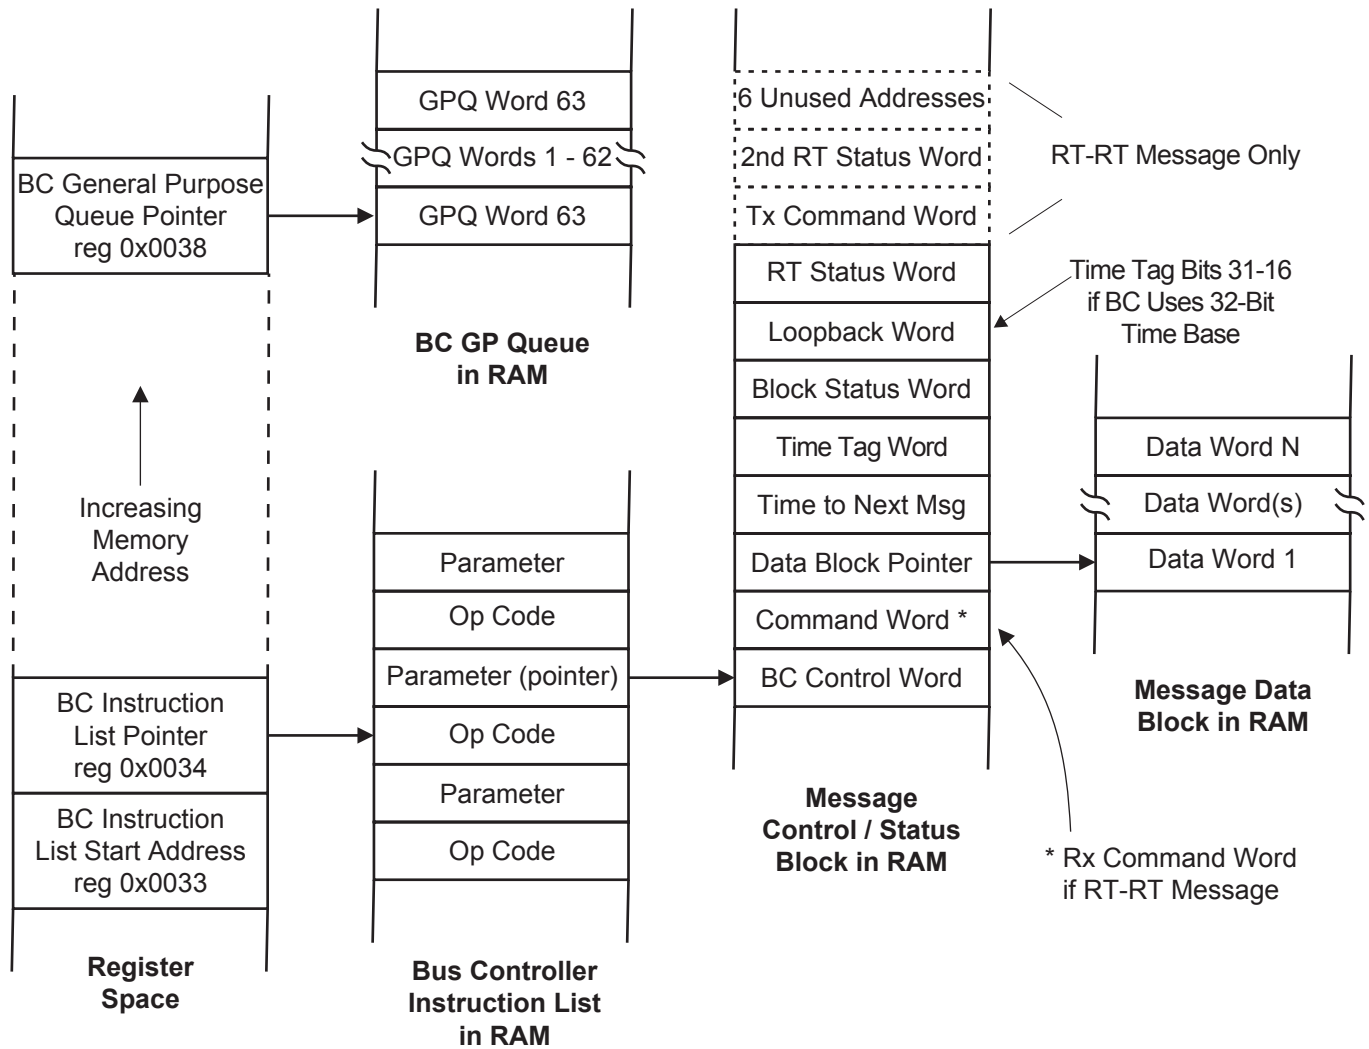 BC General Purpose
Queue Pointer
reg 0x0038
Increasing
Memory
Address
BC Instruction
List Pointer
reg 0x0034
BC Instruction
List Start Address
reg 0x0033
Register
Space
GPQ Word 63
GPQ Words 1 - 62
GPQ Word 63
BC GP Queue
in RAM
Parameter
Op Code
Parameter (pointer)
Op Code
Parameter
Op Code
Bus Controller
Instruction List
in RAM
6 Unused Addresses
2nd RT Status Word
Tx Command Word
RT Status Word
Loopback Word
Block Status Word
Time Tag Word
Time to Next Msg
Data Block Pointer
Command Word *
BC Control Word
Message
Control / Status
Block in RAM
RT-RT Message Only
Time Tag Bits 31-16
if BC Uses 32-Bit
Time Base
Data Word N
Data Word(s)
Data Word 1
Message Data
Block in RAM
* Rx Command Word
if RT-RT Message